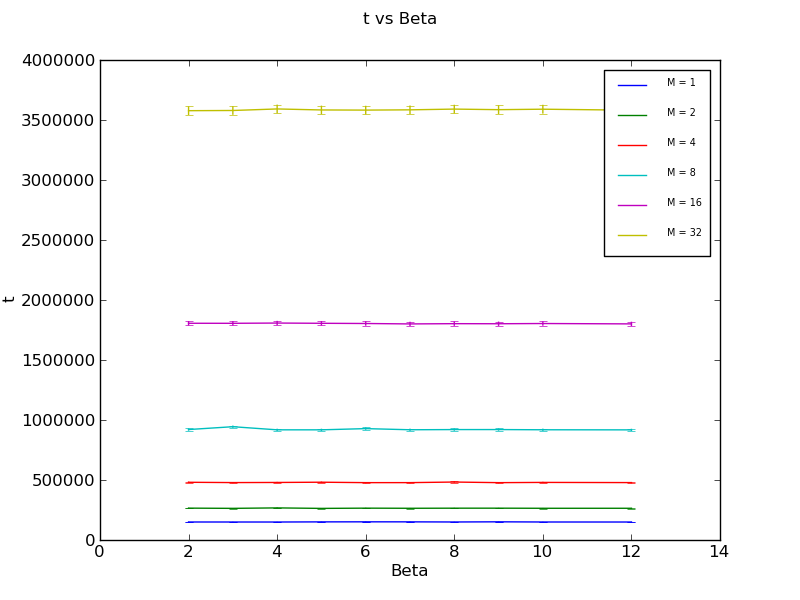 t vs Beta
4000000
3500000
3000000
2500000
2000000
1500000
1000000
500000
0
t
M = 1
M = 2
M = 4
M = 8
M = 16
M = 32
0 2 4 6 8 10 12 14
Beta